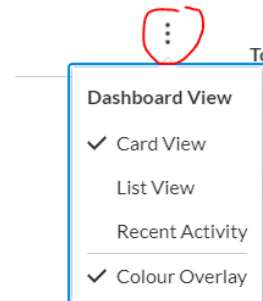 To
Dashboard View
Card View
List View
Recent Activity
Colour Overlay